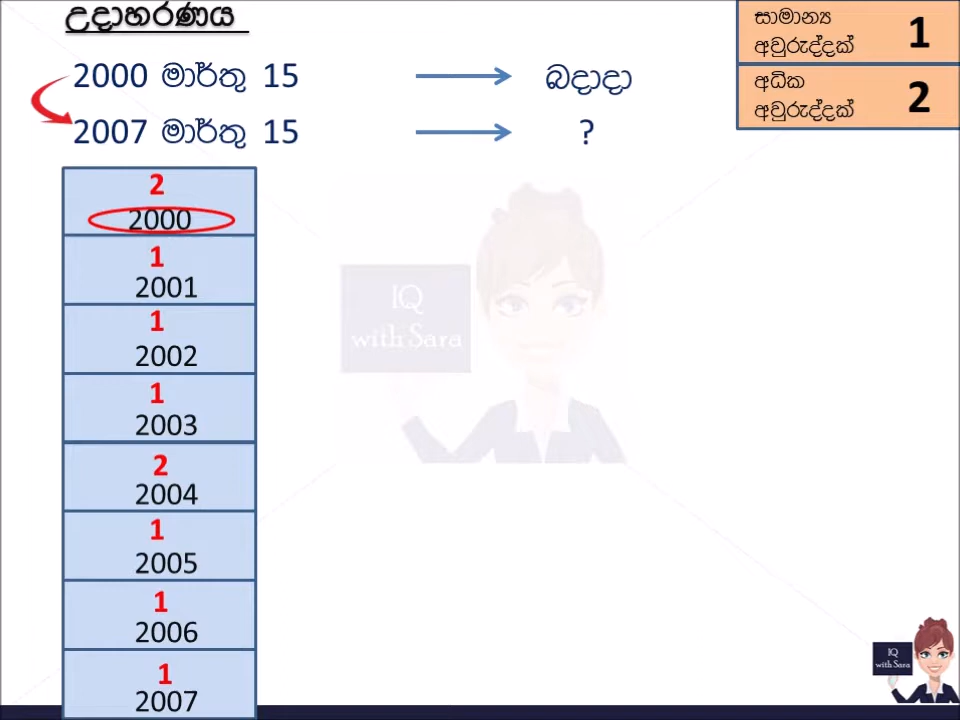 උදාහරණය
සාමාන්‍ය
අවුරුද්දක් 1
අධික
අවුරුද්දක් 2
2000 මාර්තු 15 බදාදා
2007 මාර්තු 15 ?
2
2000
1
2001
1
2002
1
2003
2
2004
1
2005
1
2006
1
2007
IQ
with Sara
IQ
with Sara